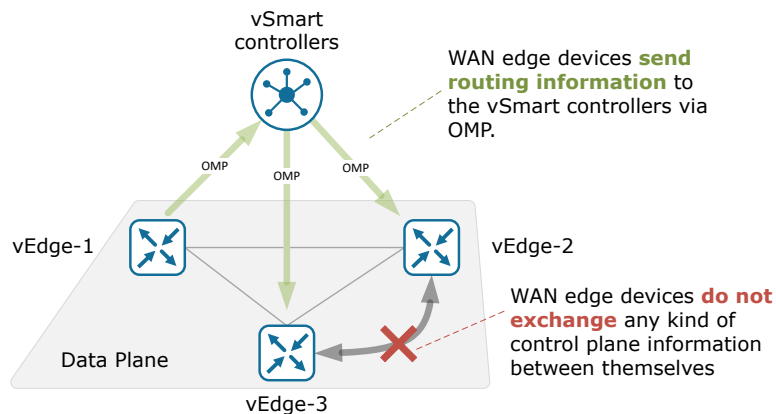 vSmart
controllers
WAN edge devices send
routing information to
the vSmart controllers via
OMP.
OMP
OMP
OMP
vEdge-1
vEdge-2
WAN edge devices do not
exchange any kind of
control plane information
between themselves
Data Plane
vEdge-3